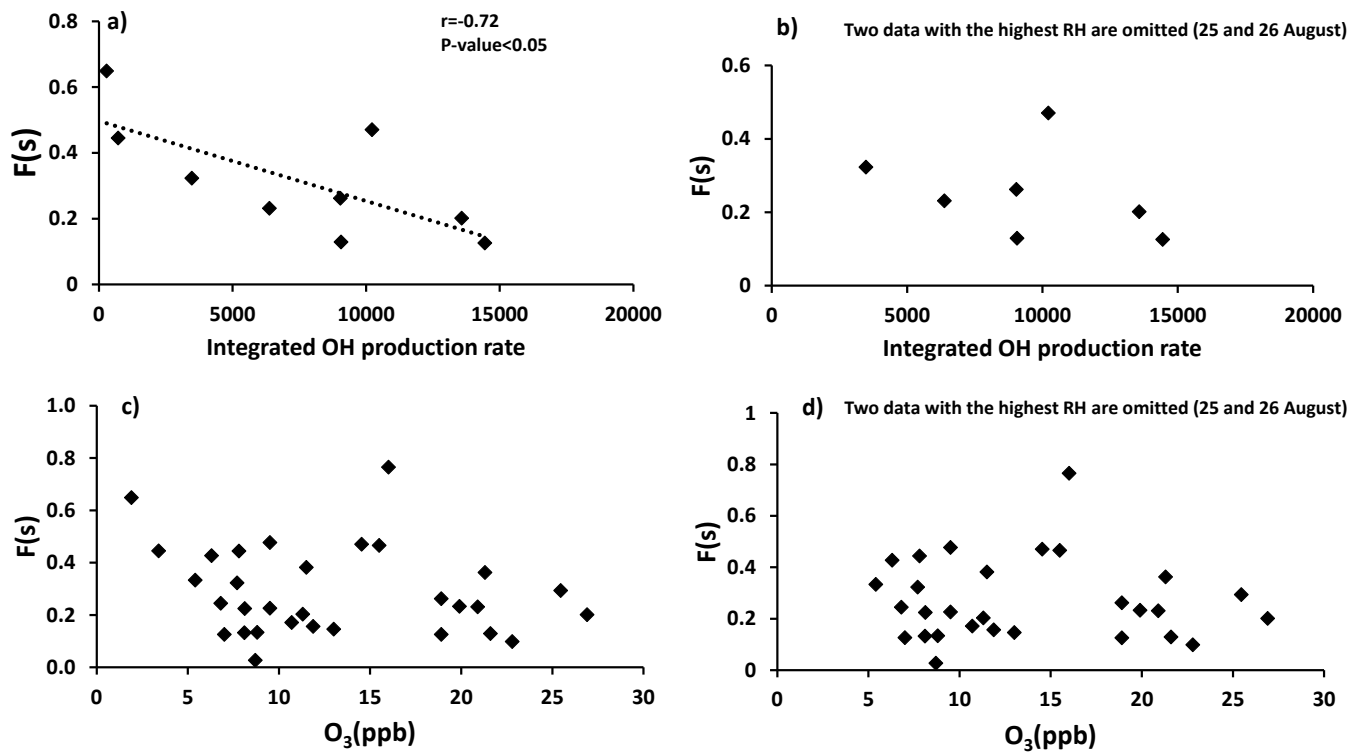 a)
r=-0.72
P-value<0.05
0.8
0.6
0.4
0.2
0
F(s)
0 5000 10000 15000 20000
Integrated OH production rate
b) Two data with the highest RH are omitted (25 and 26 August)
0.6
0.4
0.2
0
F(s)
0 5000 10000 15000 20000
Integrated OH production rate
c)
1.0
0.8
0.6
0.4
0.2
0.0
F(s)
0 5 10 15 20 25 30
O₃(ppb)
d) Two data with the highest RH are omitted (25 and 26 August)
1
0.8
0.6
0.4
0.2
0
F(s)
0 5 10 15 20 25 30
O₃(ppb)